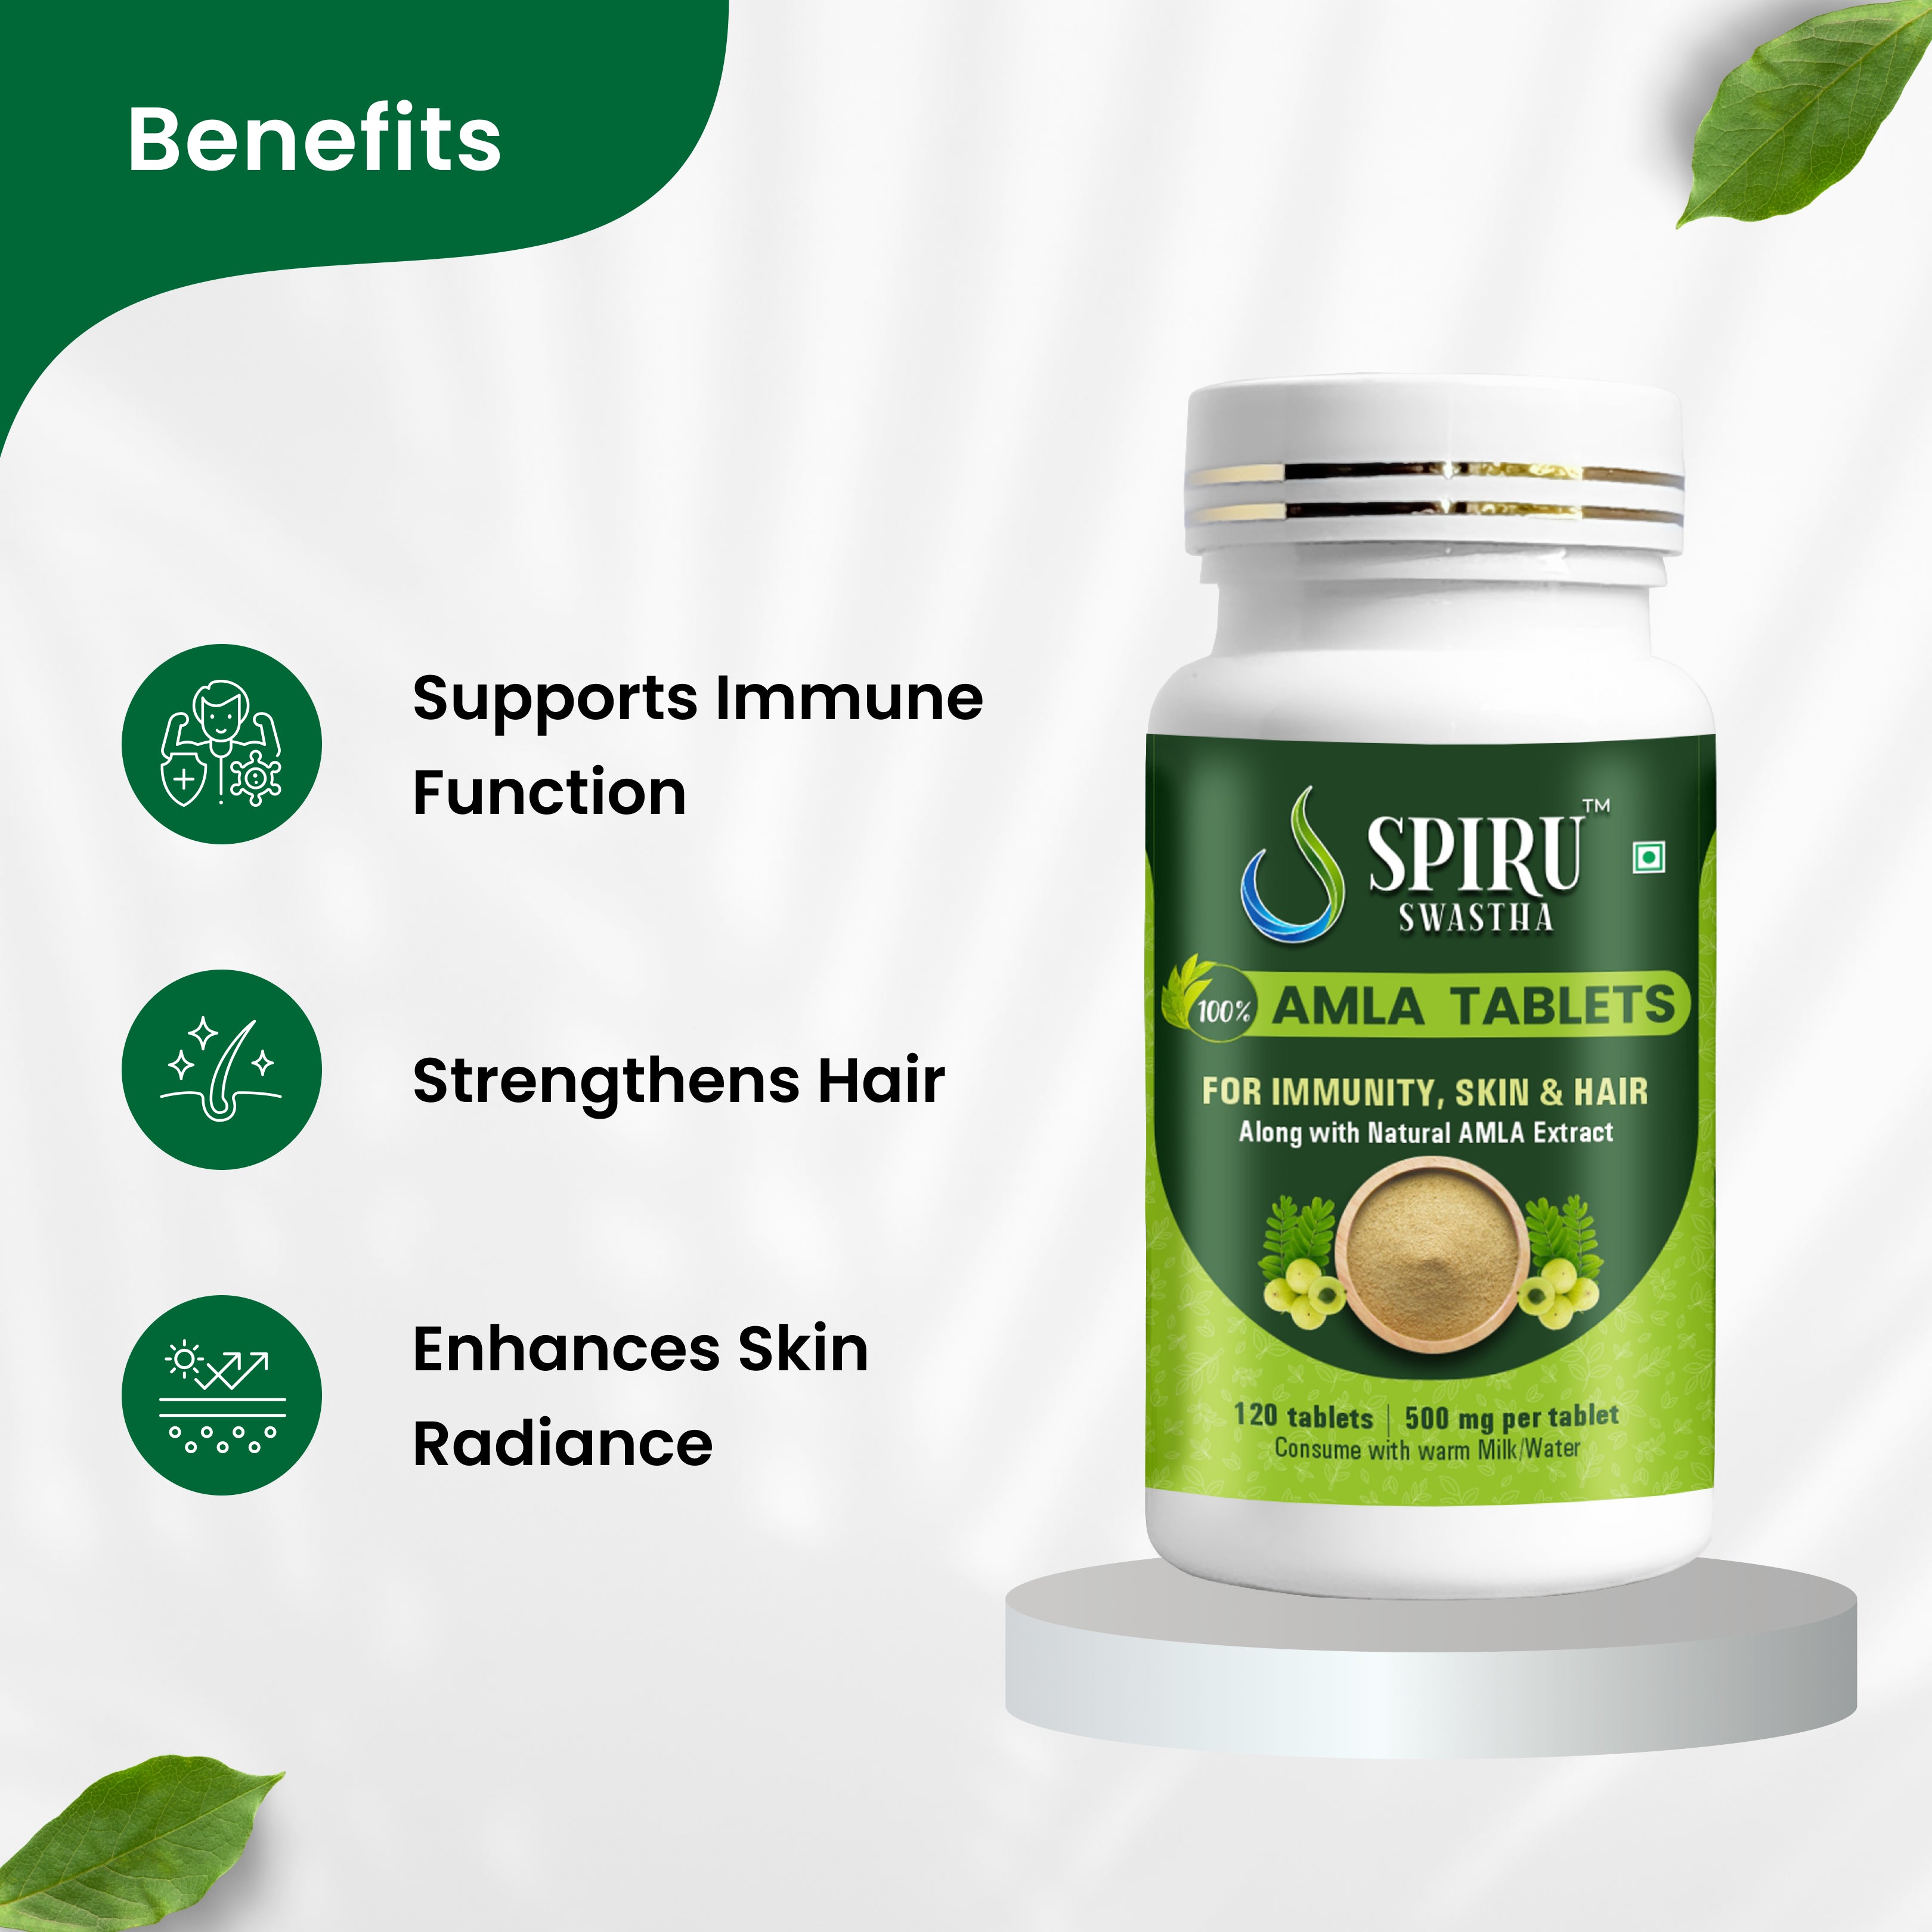 Benefits
Supports Immune
Function
Strengthens Hair
Enhances Skin
Radiance
SPIRU™
SWASTHA
100% AMLA TABLETS
FOR IMMUNITY, SKIN & HAIR
Along with Natural AMLA Extract
120 tablets | 500 mg per tablet
Consume with warm Milk/Water